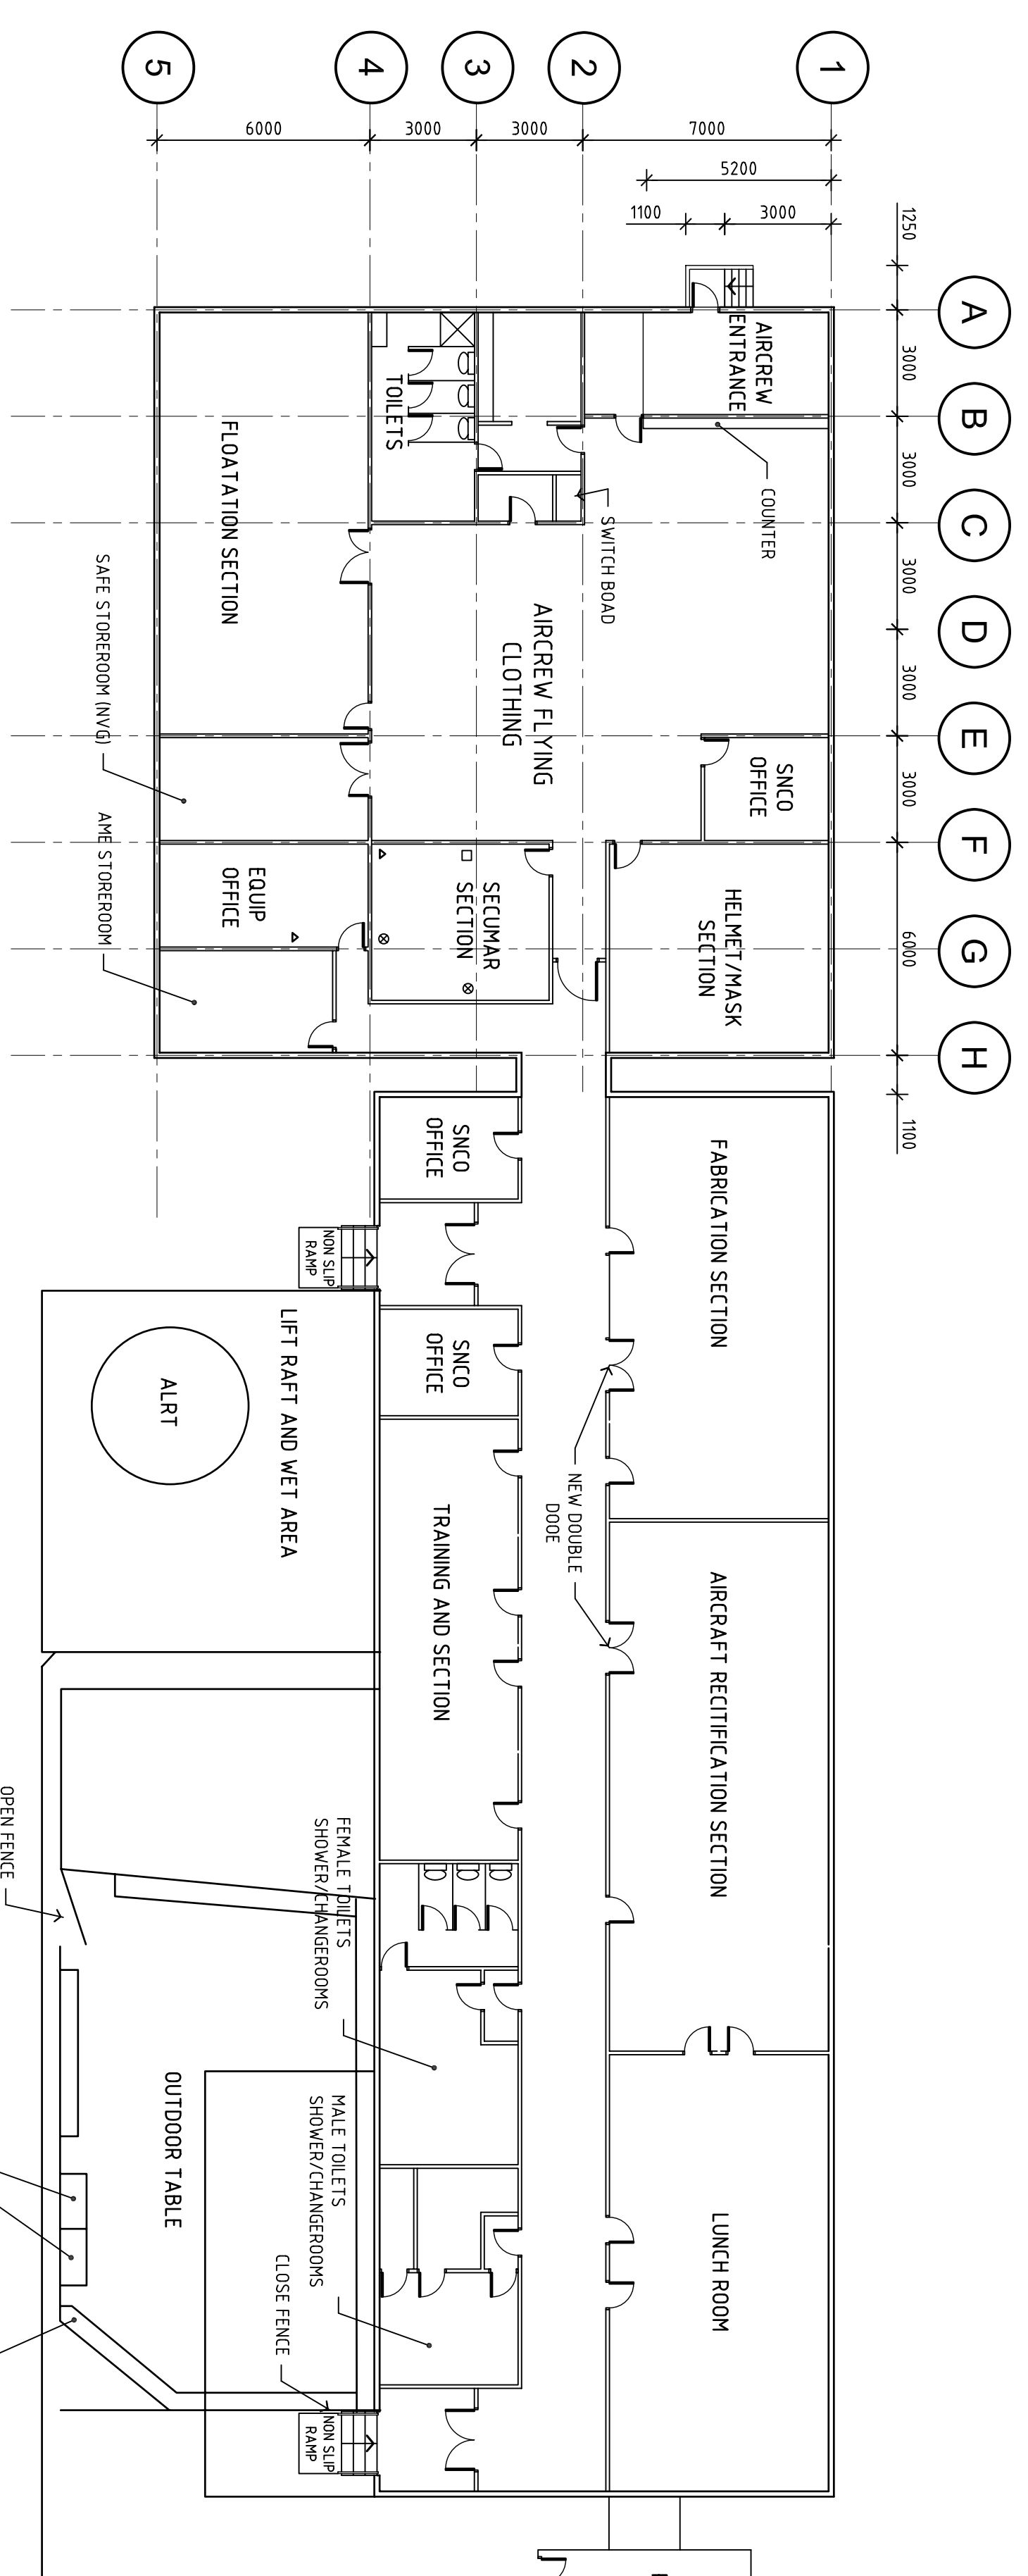 1
2
3
4
5
A
B
C
D
E
F
G
H
7000
3000
3000
6000
5200
3000
1100
1250
3000
3000
3000
3000
3000
6000
1100
AIRCREW
ENTRANCE
COUNTER
SWITCH BOAD
TOILETS
AIRCREW FLYING
CLOTHING
FLOATATION SECTION
SAFE STOREROOM (NVG)
AME STOREROOM
SNCO
OFFICE
HELMET/MASK
SECTION
SECUMAR
SECTION
EQUIP
OFFICE
FABRICATION SECTION
SNCO
OFFICE
NON SLIP
RAMP
SNCO
OFFICE
LIFT RAFT AND WET AREA
ALRT
NEW DOUBLE
DOOE
TRAINING AND SECTION
AIRCRAFT RECITIFICATION SECTION
FEMALE TOILETS
SHOWER/CHANGEROOMS
OPEN FENCE
OUTDOOR TABLE
MALE TOILETS
SHOWER/CHANGEROOMS
CLOSE FENCE
NON SLIP
RAMP
LUNCH ROOM